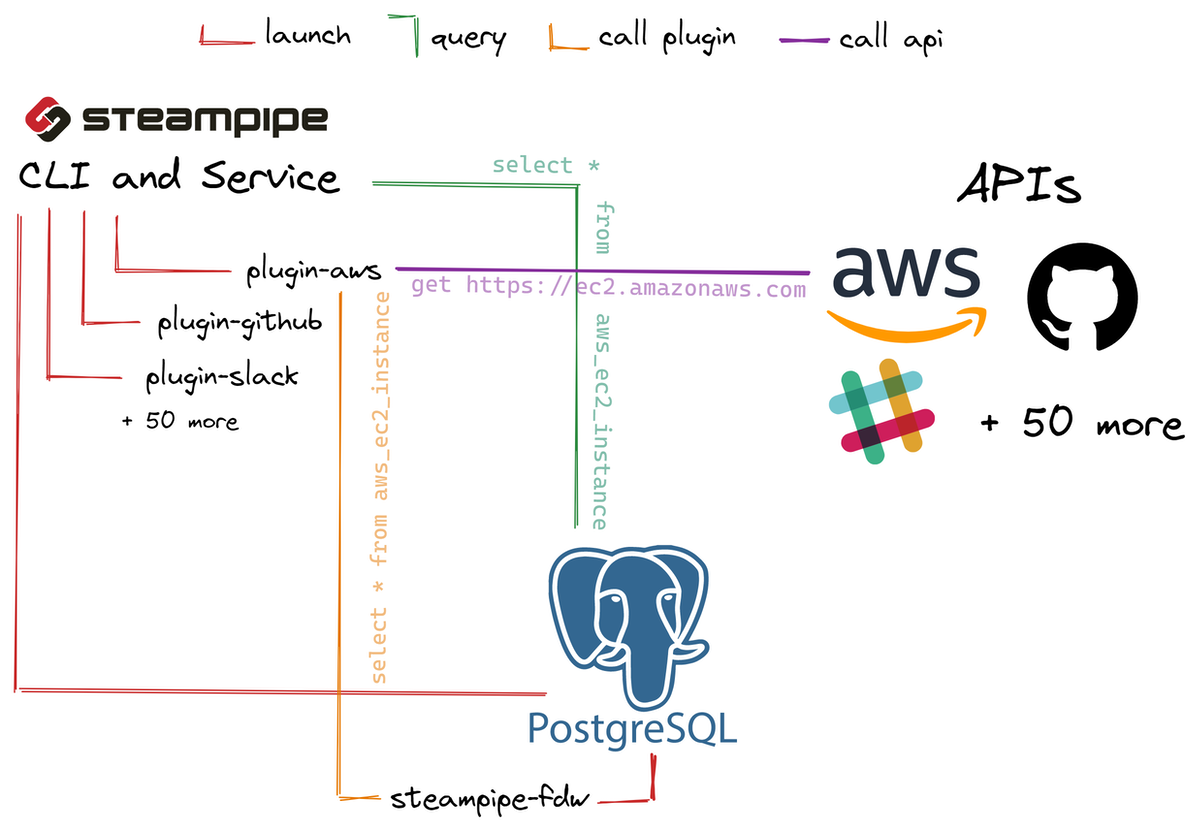 launch
query
call plugin
call api
STEAMPIPE
CLI and Service
select *
from
aws_ec2_instance
APIs
plugin-aws
get https://ec2.amazonaws.com
aws
plugin-github
plugin-slack
+ 50 more
select * from aws_ec2_instance
+ 50 more
PostgreSQL
steampipe-fdw